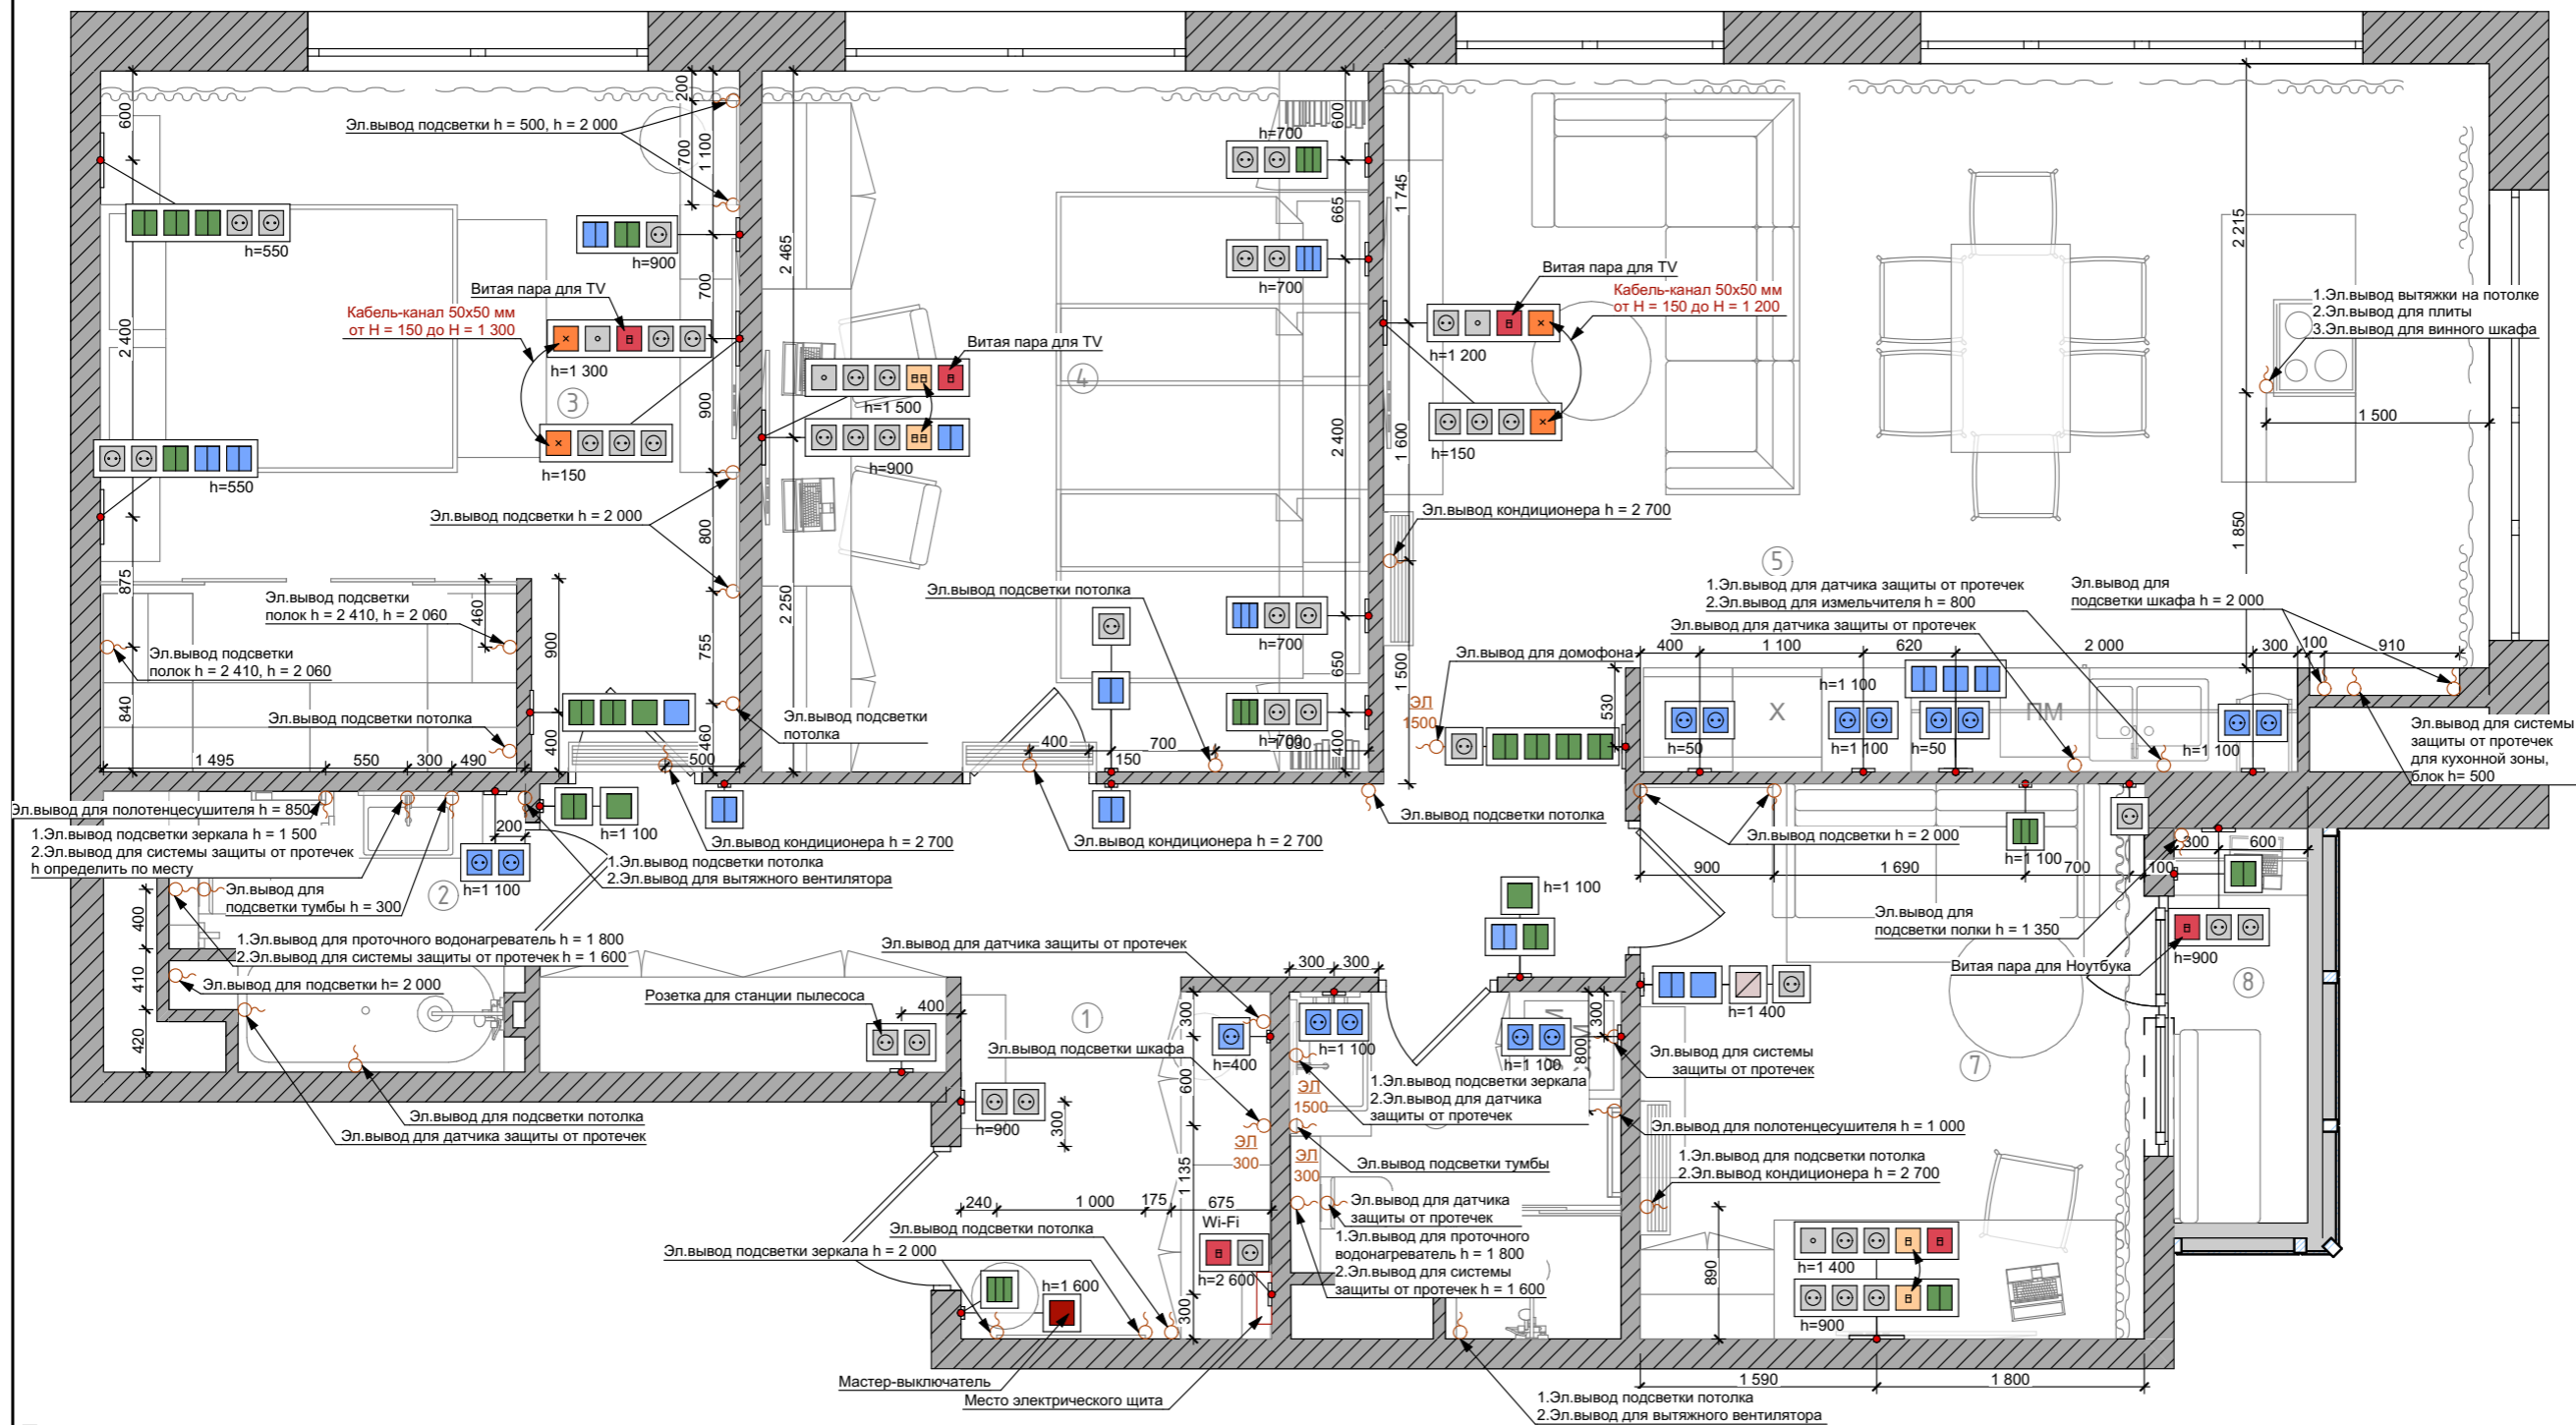 600
200
1 100
700
Эл.вывод подсветки h = 500, h = 2 000
h=550
h=900
700
Витая пара для TV
Кабель-канал 50х50 мм
от H = 150 до H = 1 300
2 400
h=1 300
900
3
h=150
h=550
Эл.вывод подсветки h = 2 000
800
875
Эл.вывод подсветки
полок h = 2 410, h = 2 060
460
900
755
Эл.вывод подсветки
полок h = 2 410, h = 2 060
840
Эл.вывод подсветки потолка
400
460
500
1 495
550
300
490
2 465
Витая пара для TV
4
h=1 500
h=900
2 250
Эл.вывод подсветки потолка
Эл.вывод подсветки
потолка
400
700
150
1 090
h=700
600
665
h=700
2 400
h=700
650
h=700
400
1 745
Витая пара для TV
Кабель-канал 50х50 мм
от H = 150 до H = 1 200
h=1 200
h=150
1 600
Эл.вывод кондиционера h = 2 700
1 500
5
2 215
1.Эл.вывод вытяжки на потолке
2.Эл.вывод для плиты
3.Эл.вывод для винного шкафа
1 500
1 850
1.Эл.вывод для датчика защиты от протечек
2.Эл.вывод для измельчителя h = 800
Эл.вывод для
подсветки шкафа h = 2 000
Эл.вывод для датчика защиты от протечек
Эл.вывод для домофона
400
1 100
620
2 000
300
100
910
530
ЭЛ
1500
h=50
X
h=1 100
h=1 100
h=50
ПМ
h=1 100
Эл.вывод для системы
защиты от протечек
для кухонной зоны,
блок h= 500
Эл.вывод для полотенцесушителя h = 850
1.Эл.вывод подсветки зеркала h = 1 500
2.Эл.вывод для системы защиты от протечек
h определить по месту
200
h=1 100
h=1 100
Эл.вывод кондиционера h = 2 700
Эл.вывод кондиционера h = 2 700
Эл.вывод подсветки потолка
1.Эл.вывод подсветки потолка
2.Эл.вывод для вытяжного вентилятора
Эл.вывод для
подсветки тумбы h = 300
2
400
410
420
1.Эл.вывод для проточного водонагреватель h = 1 800
2.Эл.вывод для системы защиты от протечек h = 1 600
Эл.вывод для подсветки h= 2 000
Эл.вывод для подсветки потолка
Эл.вывод для датчика защиты от протечек
Розетка для станции пылесоса
400
Эл.вывод для датчика защиты от протечек
1
Эл.вывод подсветки шкафа
h=900
300
h=400
300
600
1 135
300
ЭЛ
300
240
1 000
175
675
Wi-Fi
h=2 600
Эл.вывод подсветки потолка
Эл.вывод подсветки зеркала h = 2 000
h=1 600
Мастер-выключатель
Место электрического щита
h=1 100
300
300
h=1 100
h=1 100
300
800
ЭЛ
1500
1.Эл.вывод подсветки зеркала
2.Эл.вывод для датчика
защиты от протечек
Эл.вывод подсветки тумбы
ЭЛ
300
Эл.вывод для датчика
защиты от протечек
1.Эл.вывод для проточного
водонагреватель h = 1 800
2.Эл.вывод для системы
защиты от протечек h = 1 600
1.Эл.вывод подсветки потолка
2.Эл.вывод для вытяжного вентилятора
Эл.вывод подсветки h = 2 000
h=1 100
900
1 690
700
100
300
600
Эл.вывод для
подсветки полки h = 1 350
Витая пара для Ноутбука
h=900
8
h=1 400
Эл.вывод для системы
защиты от протечек
7
Эл.вывод для полотенцесушителя h = 1 000
1.Эл.вывод для подсветки потолка
2.Эл.вывод кондиционера h = 2 700
890
h=1 400
h=900
1 590
1 800